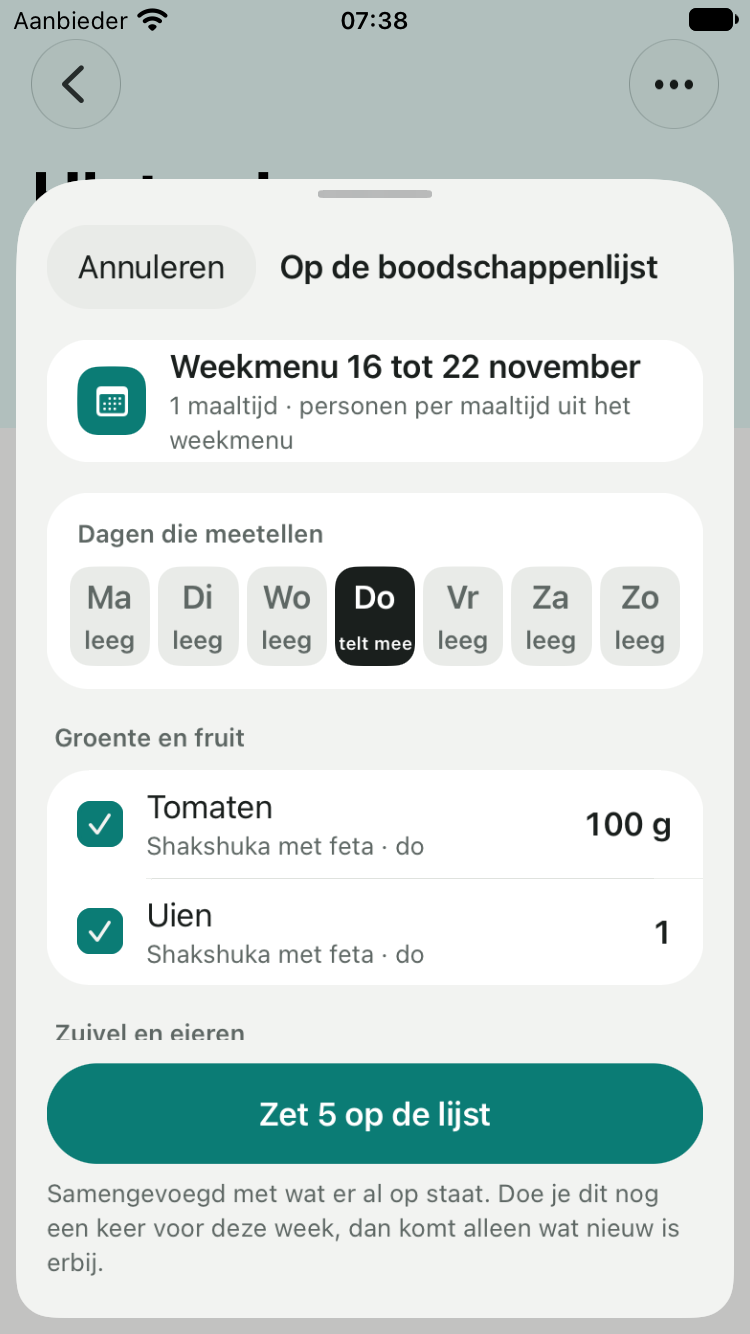 Aanbieder
07:38
Annuleren
Op de boodschappenlijst
Weekmenu 16 tot 22 november
1 maaltijd · personen per maaltijd uit het
weekmenu
Dagen die meetellen
Ma Di Wo Do Vr Za Zo
leeg leeg leeg telt mee leeg leeg leeg
Groente en fruit
Tomaten
100 g
Shakshuka met feta · do
Uien
1
Shakshuka met feta · do
Zuivel en eieren
Zet 5 op de lijst
Samengevoegd met wat er al op staat. Doe je dit nog
een keer voor deze week, dan komt alleen wat nieuw is
erbij.